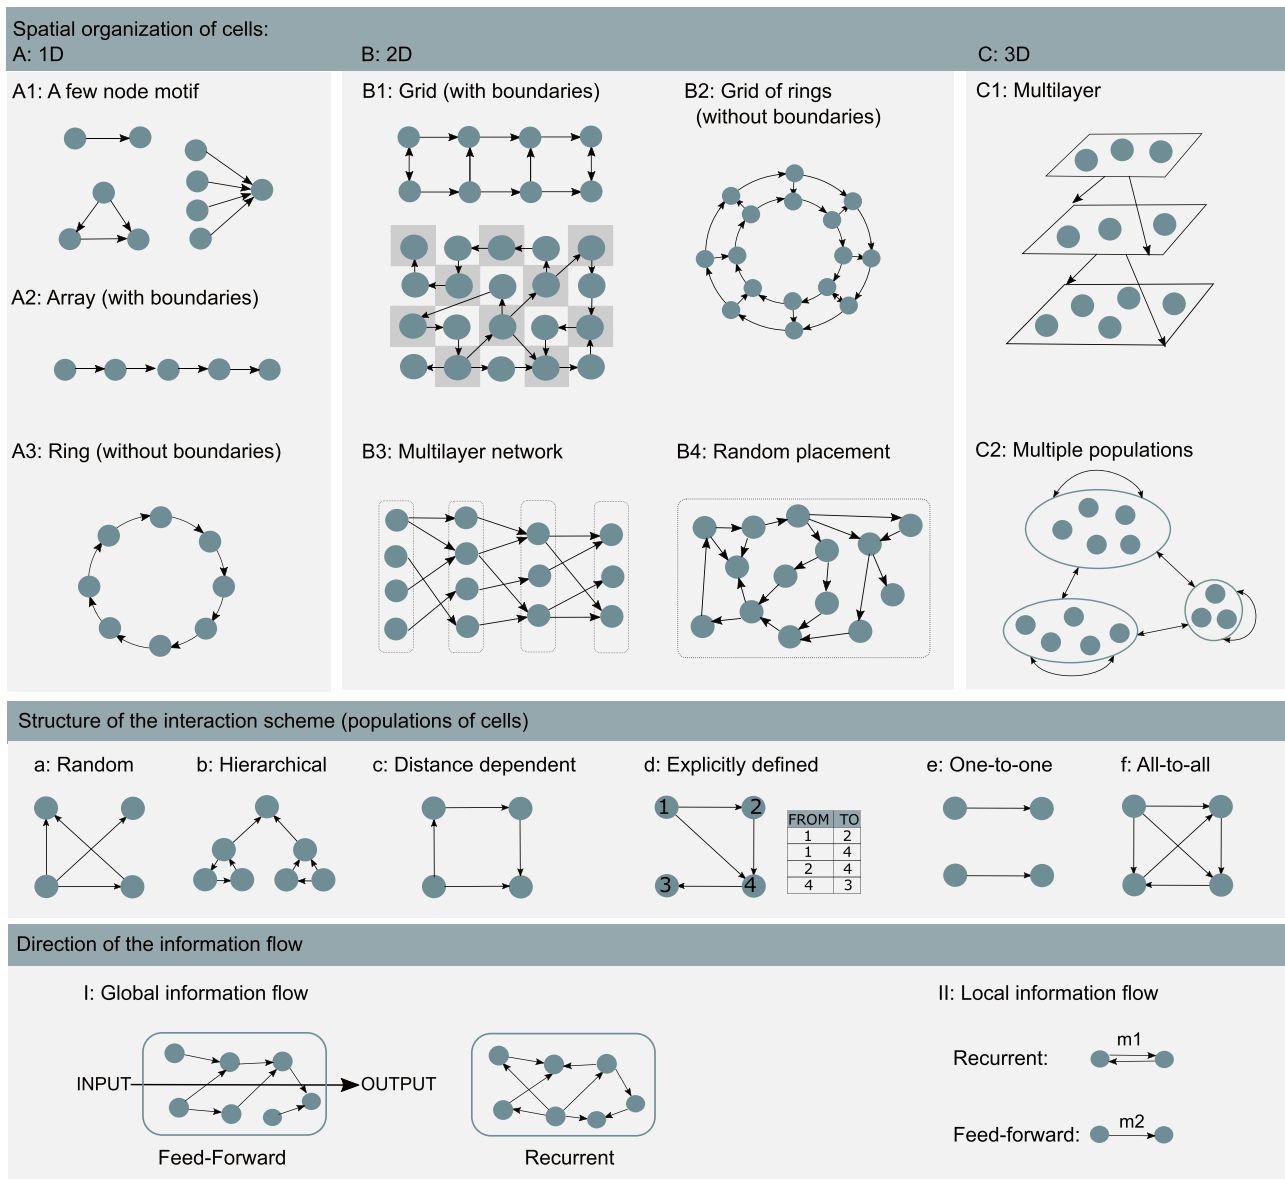 Spatial organization of cells:
A: 1D
B: 2D
C: 3D
A1: A few node motif
A2: Array (with boundaries)
A3: Ring (without boundaries)
B1: Grid (with boundaries)
B2: Grid of rings
(without boundaries)
B3: Multilayer network
B4: Random placement
C1: Multilayer
C2: Multiple populations
Structure of the interaction scheme (populations of cells)
a: Random
b: Hierarchical
c: Distance dependent
d: Explicitly defined
1
2
3
4
FROM TO
1 2
1 4
2 4
4 3
e: One-to-one
f: All-to-all
Direction of the information flow
I: Global information flow
INPUT
OUTPUT
Feed-Forward
Recurrent
II: Local information flow
Recurrent:
m1
Feed-forward:
m2